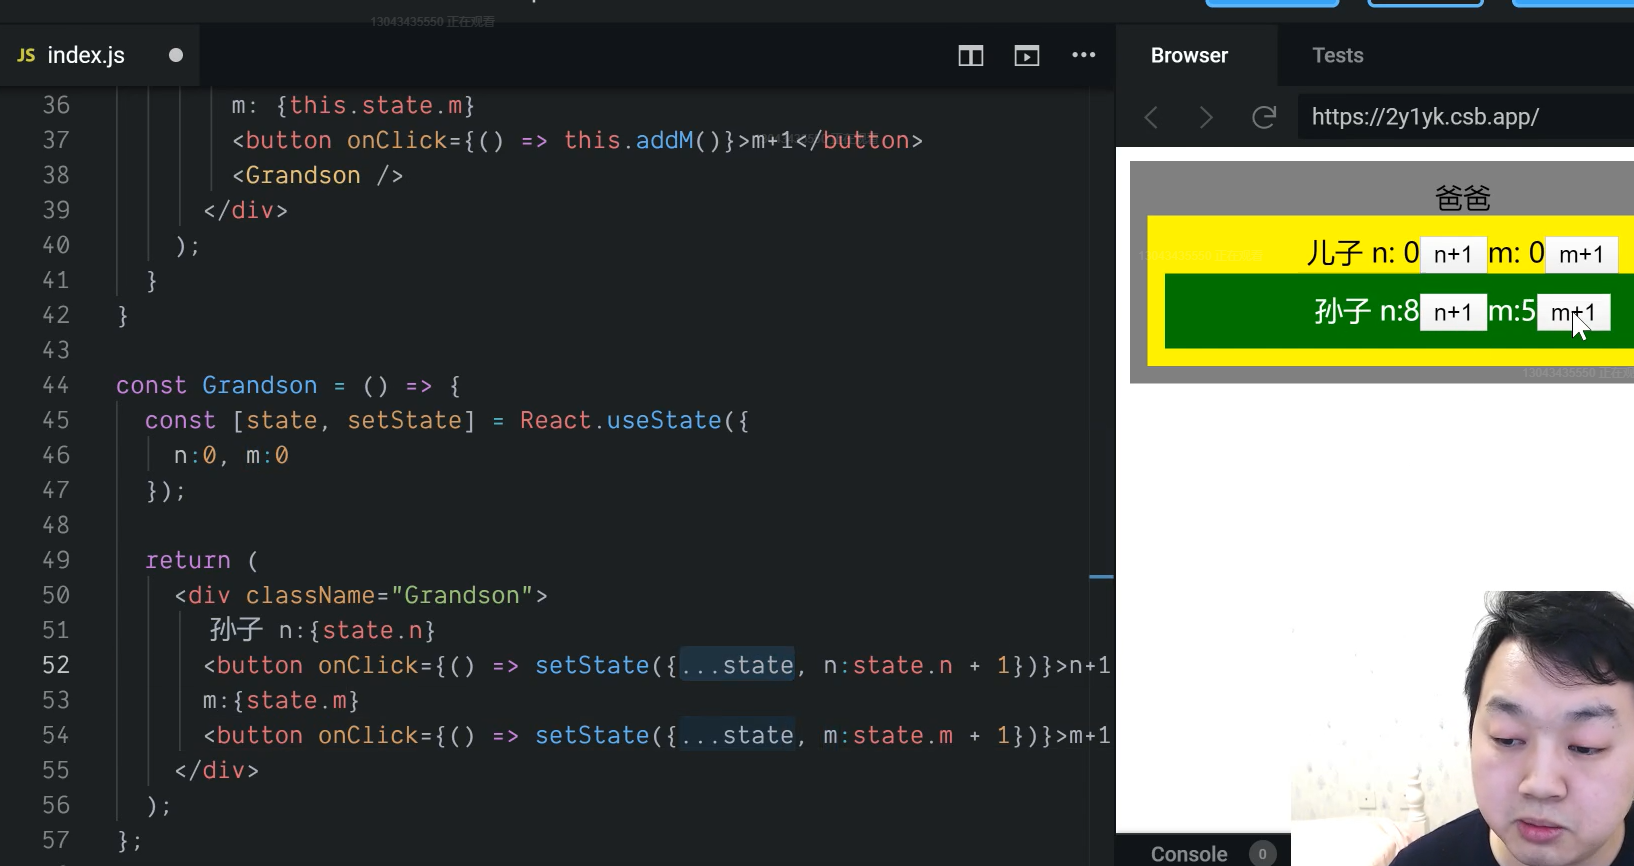 13043435550 正在观看
JS index.js
36 m: {this.state.m}
37 <button onClick={() => this.addM()}>m+1</button>
38 <Grandson />
39 </div>
40 );
41 }
42 }
43
44 const Grandson = () => {
45 const [state, setState] = React.useState({
46 n:0, m:0
47 });
48
49 return (
50 <div className="Grandson">
51 孙子 n:{state.n}
52 <button onClick={() => setState({...state, n:state.n + 1})}>n+1
53 m:{state.m}
54 <button onClick={() => setState({...state, m:state.m + 1})}>m+1
55 </div>
56 );
57 };
Browser Tests
https://2y1yk.csb.app/
爸爸
儿子 n: 0 n+1 m: 0 m+1
孙子 n:8 n+1 m:5 m+1
13043435550 正在
Console 0